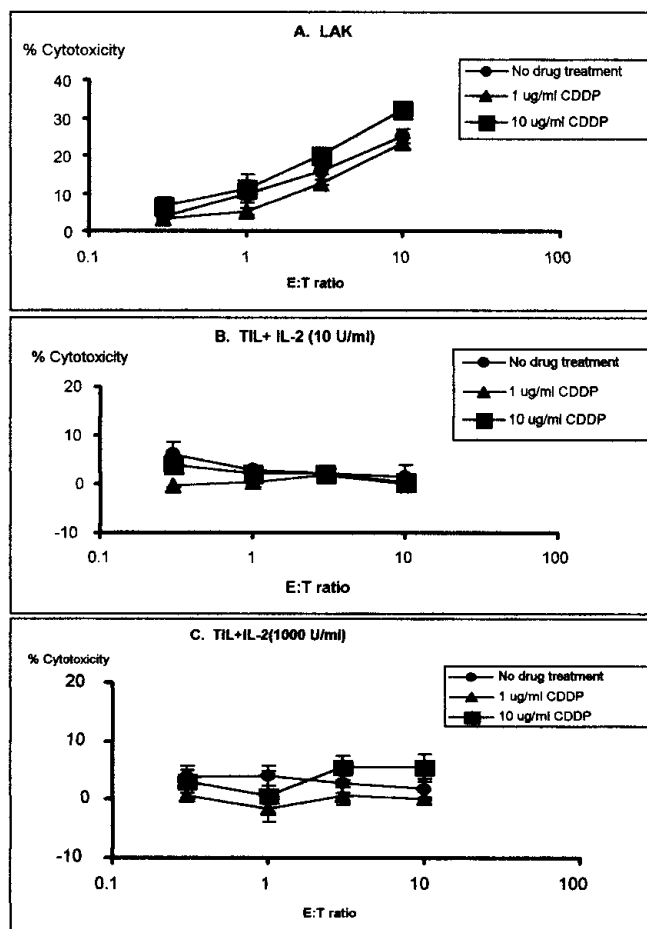 A. LAK
% Cytotoxicity
40
30
20
10
0
0.1 1 10 100
E:T ratio
No drug treatment
1 ug/ml CDDP
10 ug/ml CDDP
B. TIL+ IL-2 (10 U/ml)
% Cytotoxicity
20
10
0
-10
0.1 1 10 100
E:T ratio
No drug treatment
1 ug/ml CDDP
10 ug/ml CDDP
C. TIL+IL-2(1000 U/ml)
% Cytotoxicity
20
10
0
-10
0.1 1 10 100
E:T ratio
No drug treatment
1 ug/ml CDDP
10 ug/ml CDDP